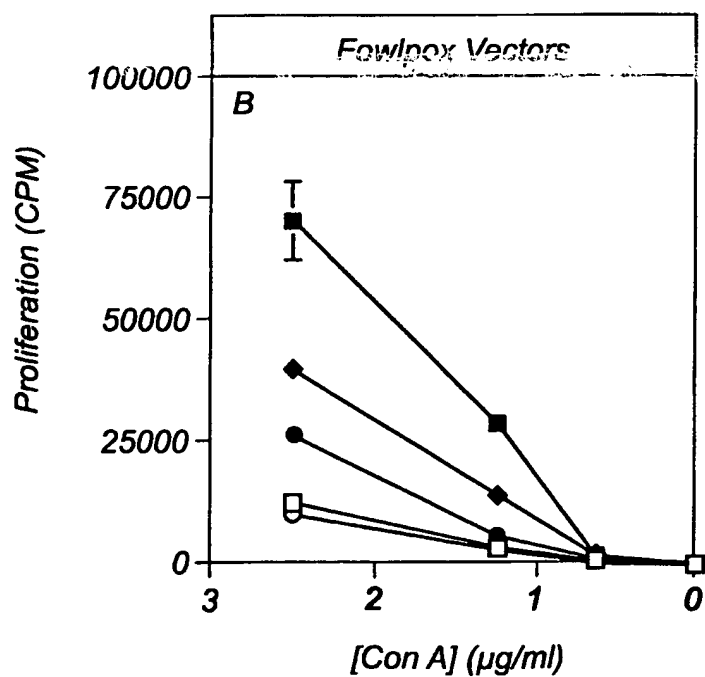 Fowlpox Vectors
100000
B
75000
50000
25000
0
Proliferation (CPM)
3 2 1 0
[Con A] (µg/ml)